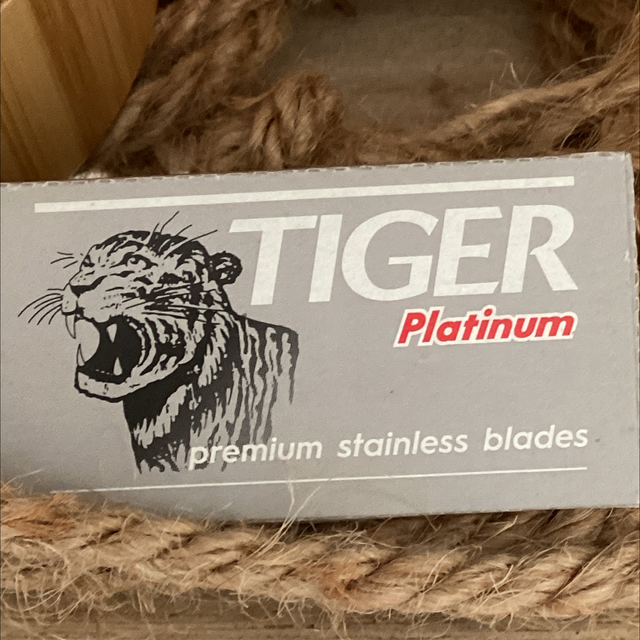 TIGER
Platinum
premium stainless blades